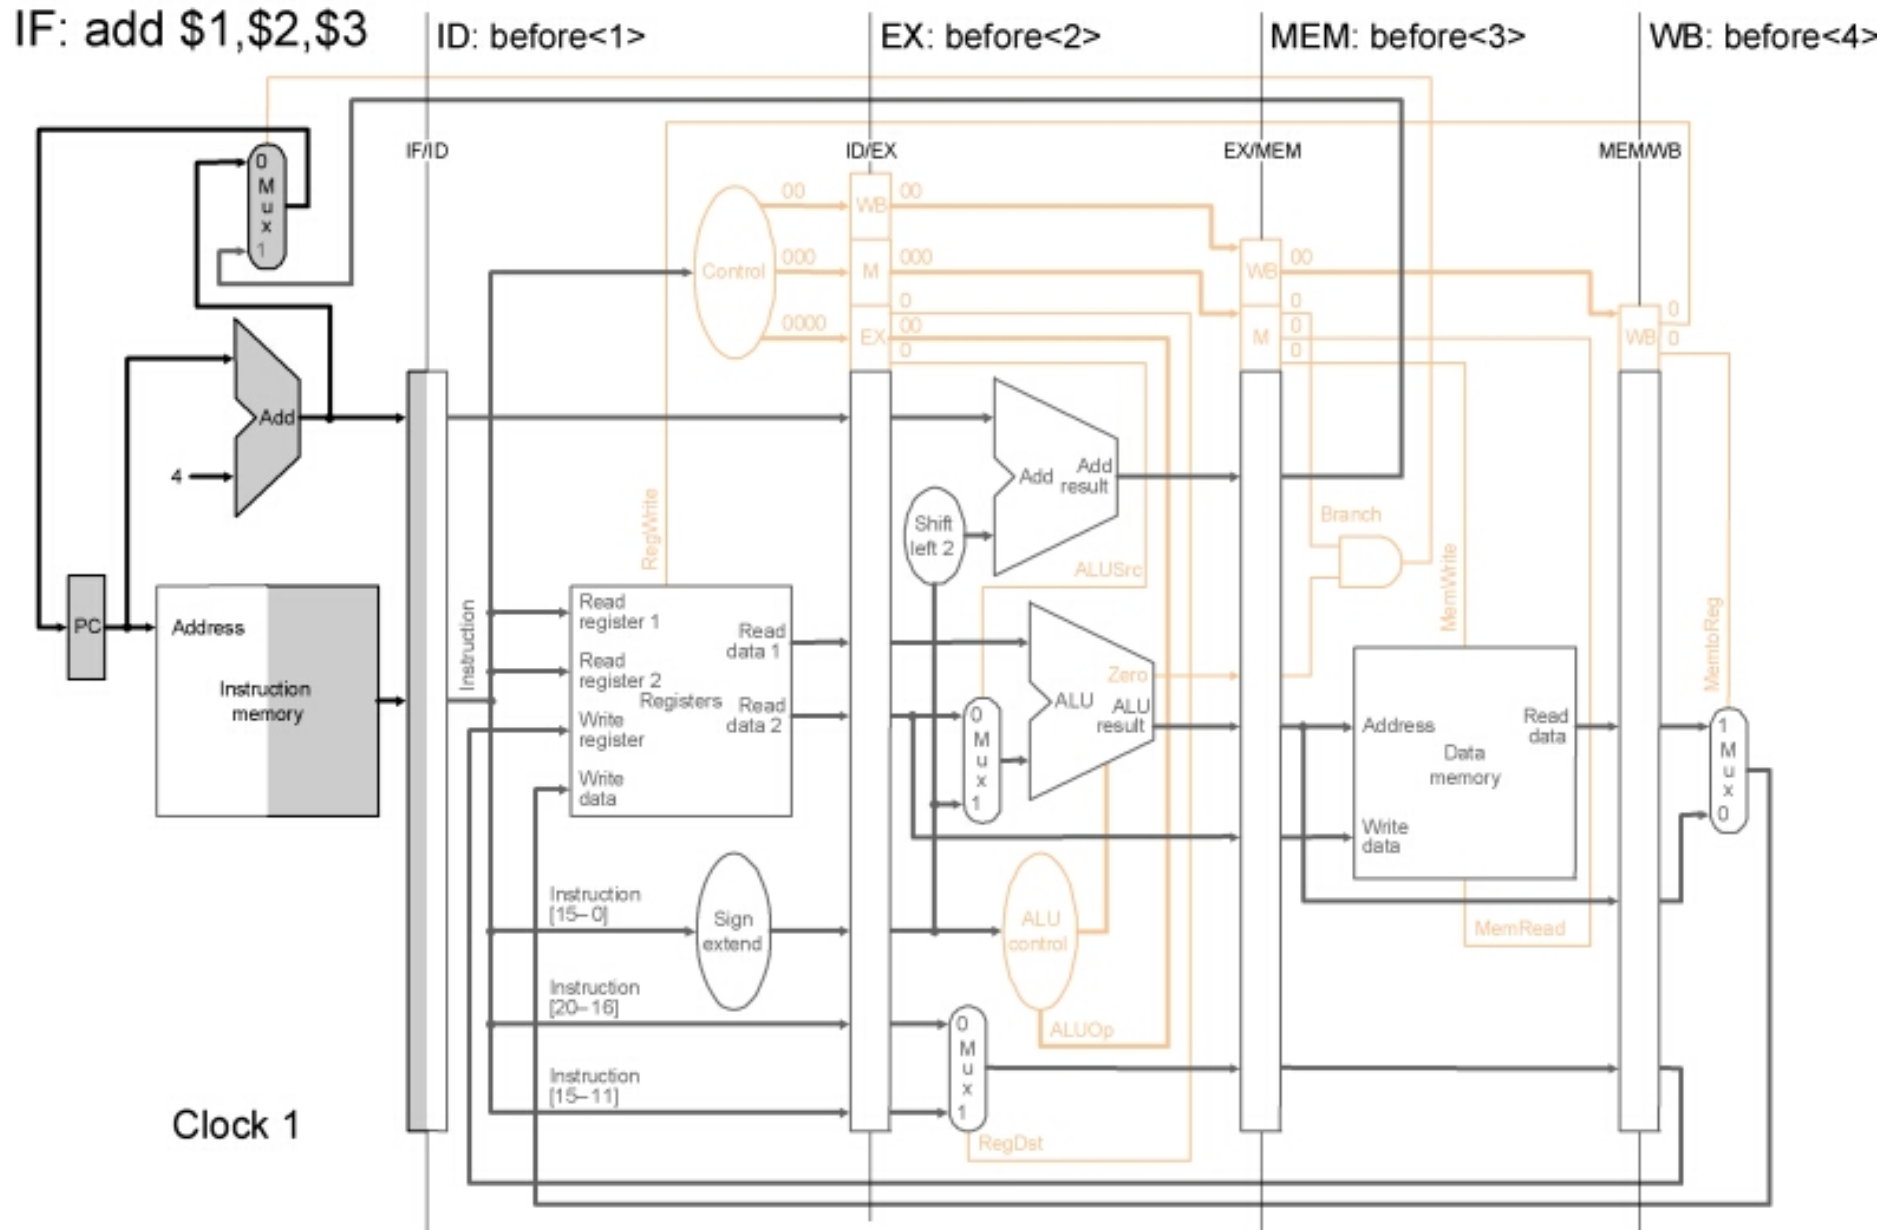 IF: add $1,$2,$3
ID: before<1>
EX: before<2>
MEM: before<3>
WB: before<4>
IF/ID
ID/EX
EX/MEM
MEM/WB
0
M
u
x
1
Control
00
000
0000
WB
M
EX
00
000
0
00
0
WB
M
00
0
0
0
WB
0
0
Add
4
Add
Add
result
Shift
left 2
RegWrite
ALUSrc
Branch
MemWrite
MemtoReg
PC
Address
Instruction
memory
Instruction
Read
register 1
Read
register 2
Write
register
Write
data
Registers
Read
data 1
Read
data 2
0
M
u
x
1
ALU
Zero
ALU
result
Address
Read
data
Data
memory
Write
data
1
M
u
x
0
MemRead
Instruction
[15–0]
Sign
extend
ALU
control
ALUOp
Instruction
[20–16]
Instruction
[15–11]
0
M
u
x
1
RegDst
Clock 1